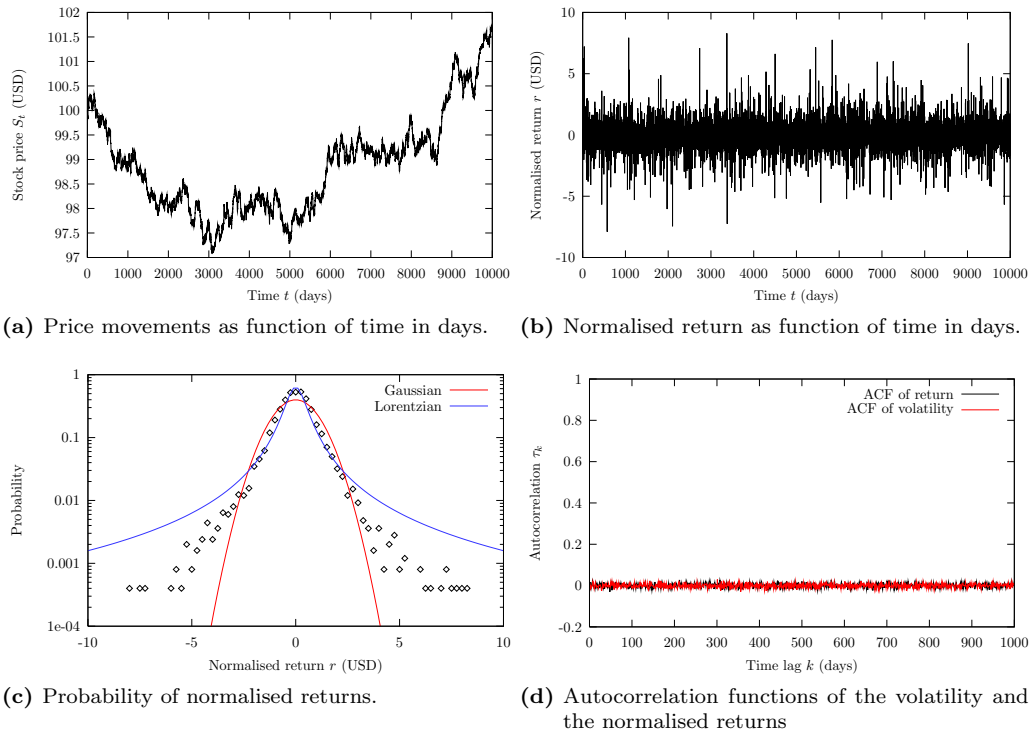 102
101.5
101
100.5
100
99.5
99
98.5
98
97.5
97
0 1000 2000 3000 4000 5000 6000 7000 8000 9000 10000
Stock price S_t (USD)
Time t (days)
(a) Price movements as function of time in days.
10
5
0
-5
-10
0 1000 2000 3000 4000 5000 6000 7000 8000 9000 10000
Normalised return r (USD)
Time t (days)
(b) Normalised return as function of time in days.
1
0.1
0.01
0.001
1e-04
-10 -5 0 5 10
Probability
Normalised return r (USD)
Gaussian
Lorentzian
(c) Probability of normalised returns.
1
0.8
0.6
0.4
0.2
0
-0.2
0 100 200 300 400 500 600 700 800 900 1000
Autocorrelation τ_k
Time lag k (days)
ACF of return
ACF of volatility
(d) Autocorrelation functions of the volatility and
the normalised returns